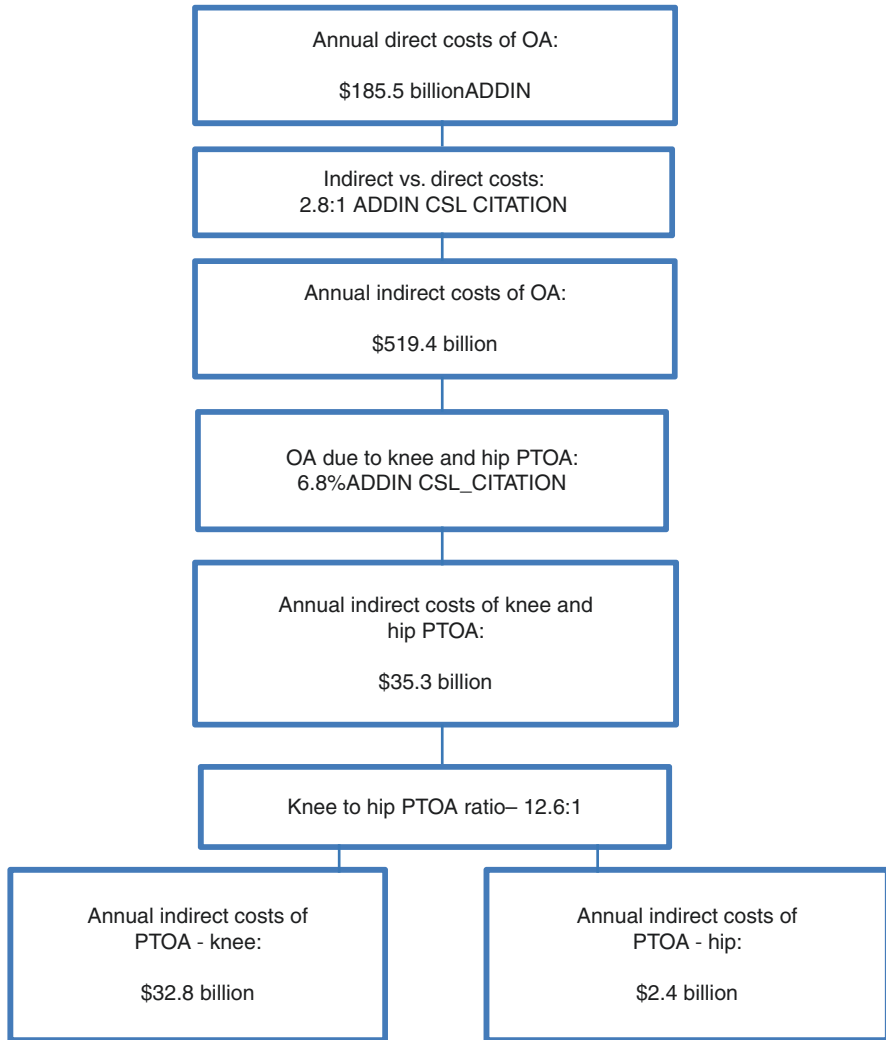 Annual direct costs of OA:
$185.5 billionADDIN
Indirect vs. direct costs:
2.8:1 ADDIN CSL CITATION
Annual indirect costs of OA:
$519.4 billion
OA due to knee and hip PTOA:
6.8%ADDIN CSL_CITATION
Annual indirect costs of knee and
hip PTOA:
$35.3 billion
Knee to hip PTOA ratio– 12.6:1
Annual indirect costs of
PTOA - knee:
$32.8 billion
Annual indirect costs of
PTOA - hip:
$2.4 billion